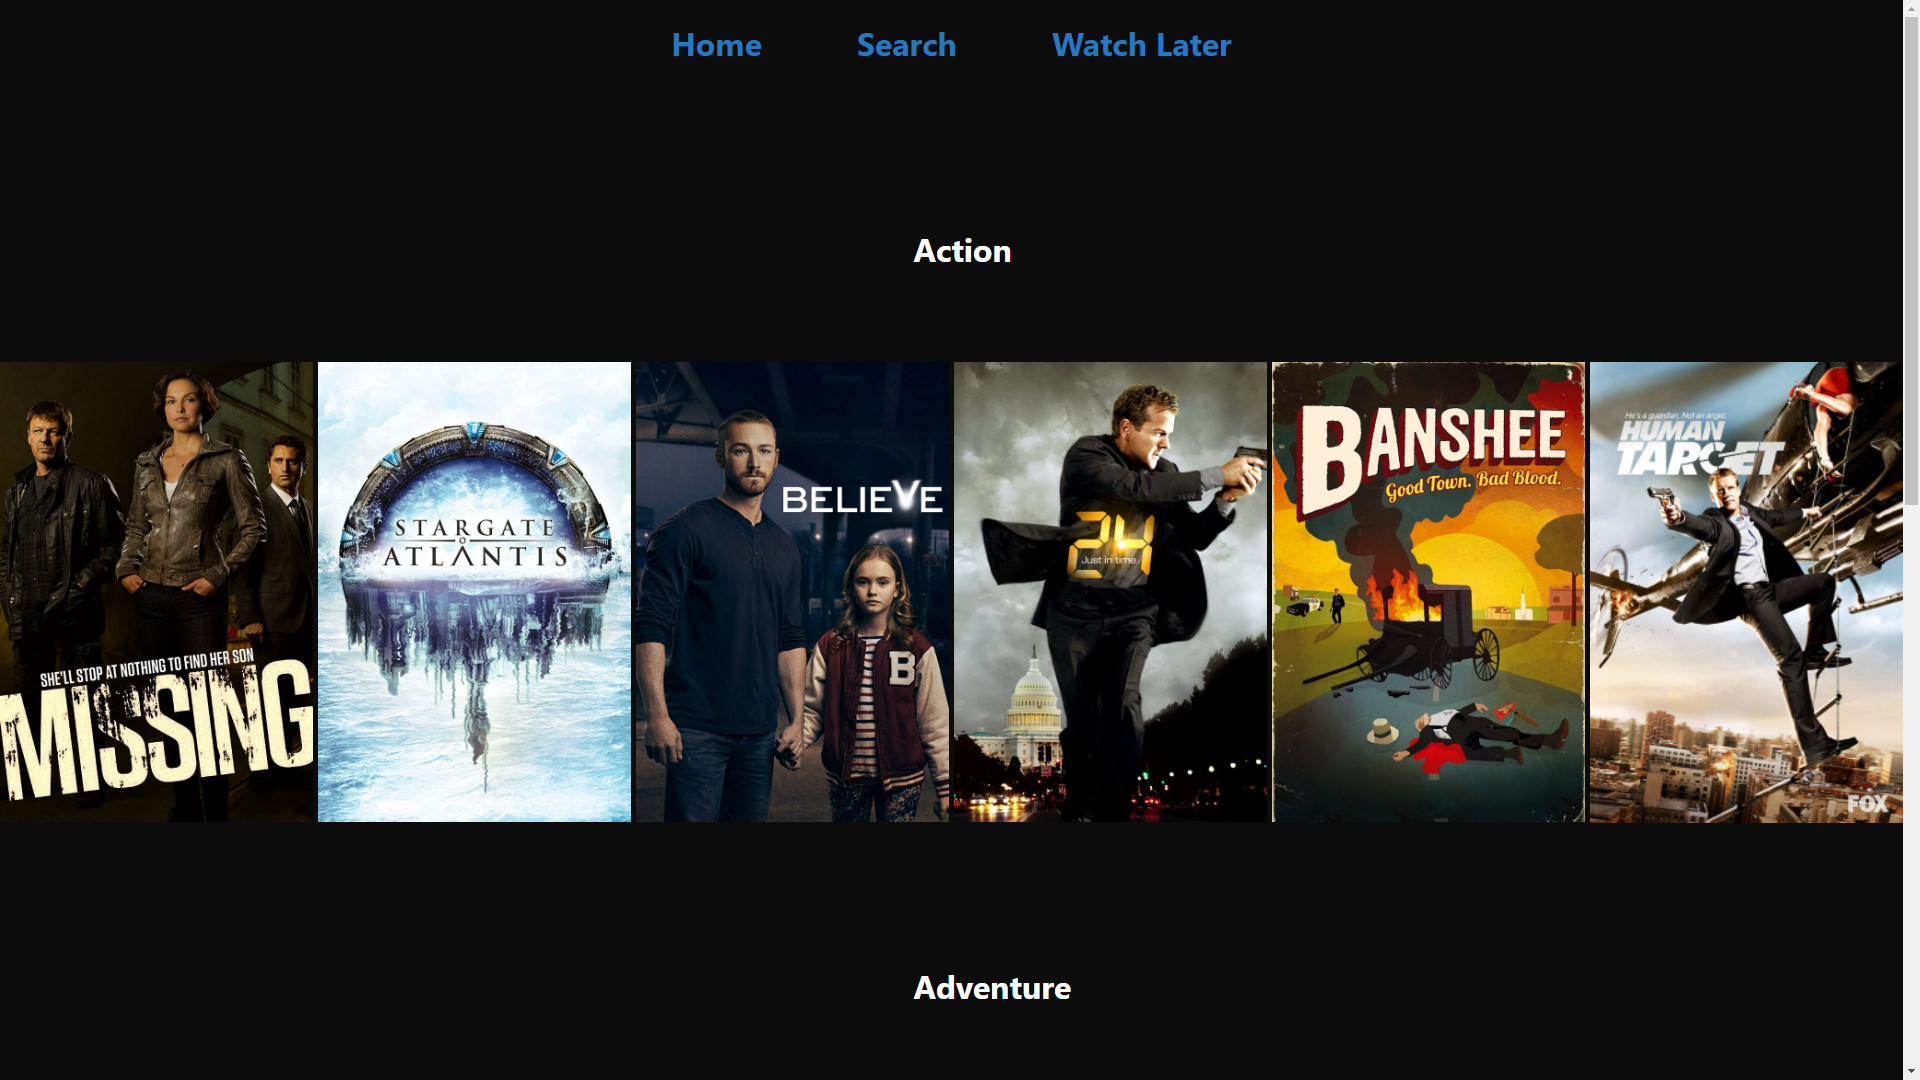 Home Search Watch Later
Action
SHE'LL STOP AT NOTHING TO FIND HER SON
MISSING
STARGATE
ATLANTIS
BELIEVE
B
24
Just in time
BANSHEE
Good Town. Bad Blood.
He's a guardian. Not an angel.
HUMAN
TARGET
FOX
Adventure